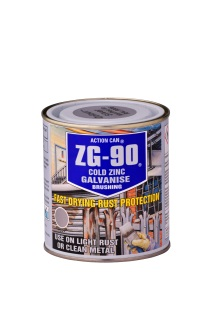 ACTION CAN®
ZG-90®
COLD ZINC
GALVANISE
BRUSHING
FAST DRYING RUST PROTECTION
USE ON LIGHT RUST
OR CLEAN METAL!